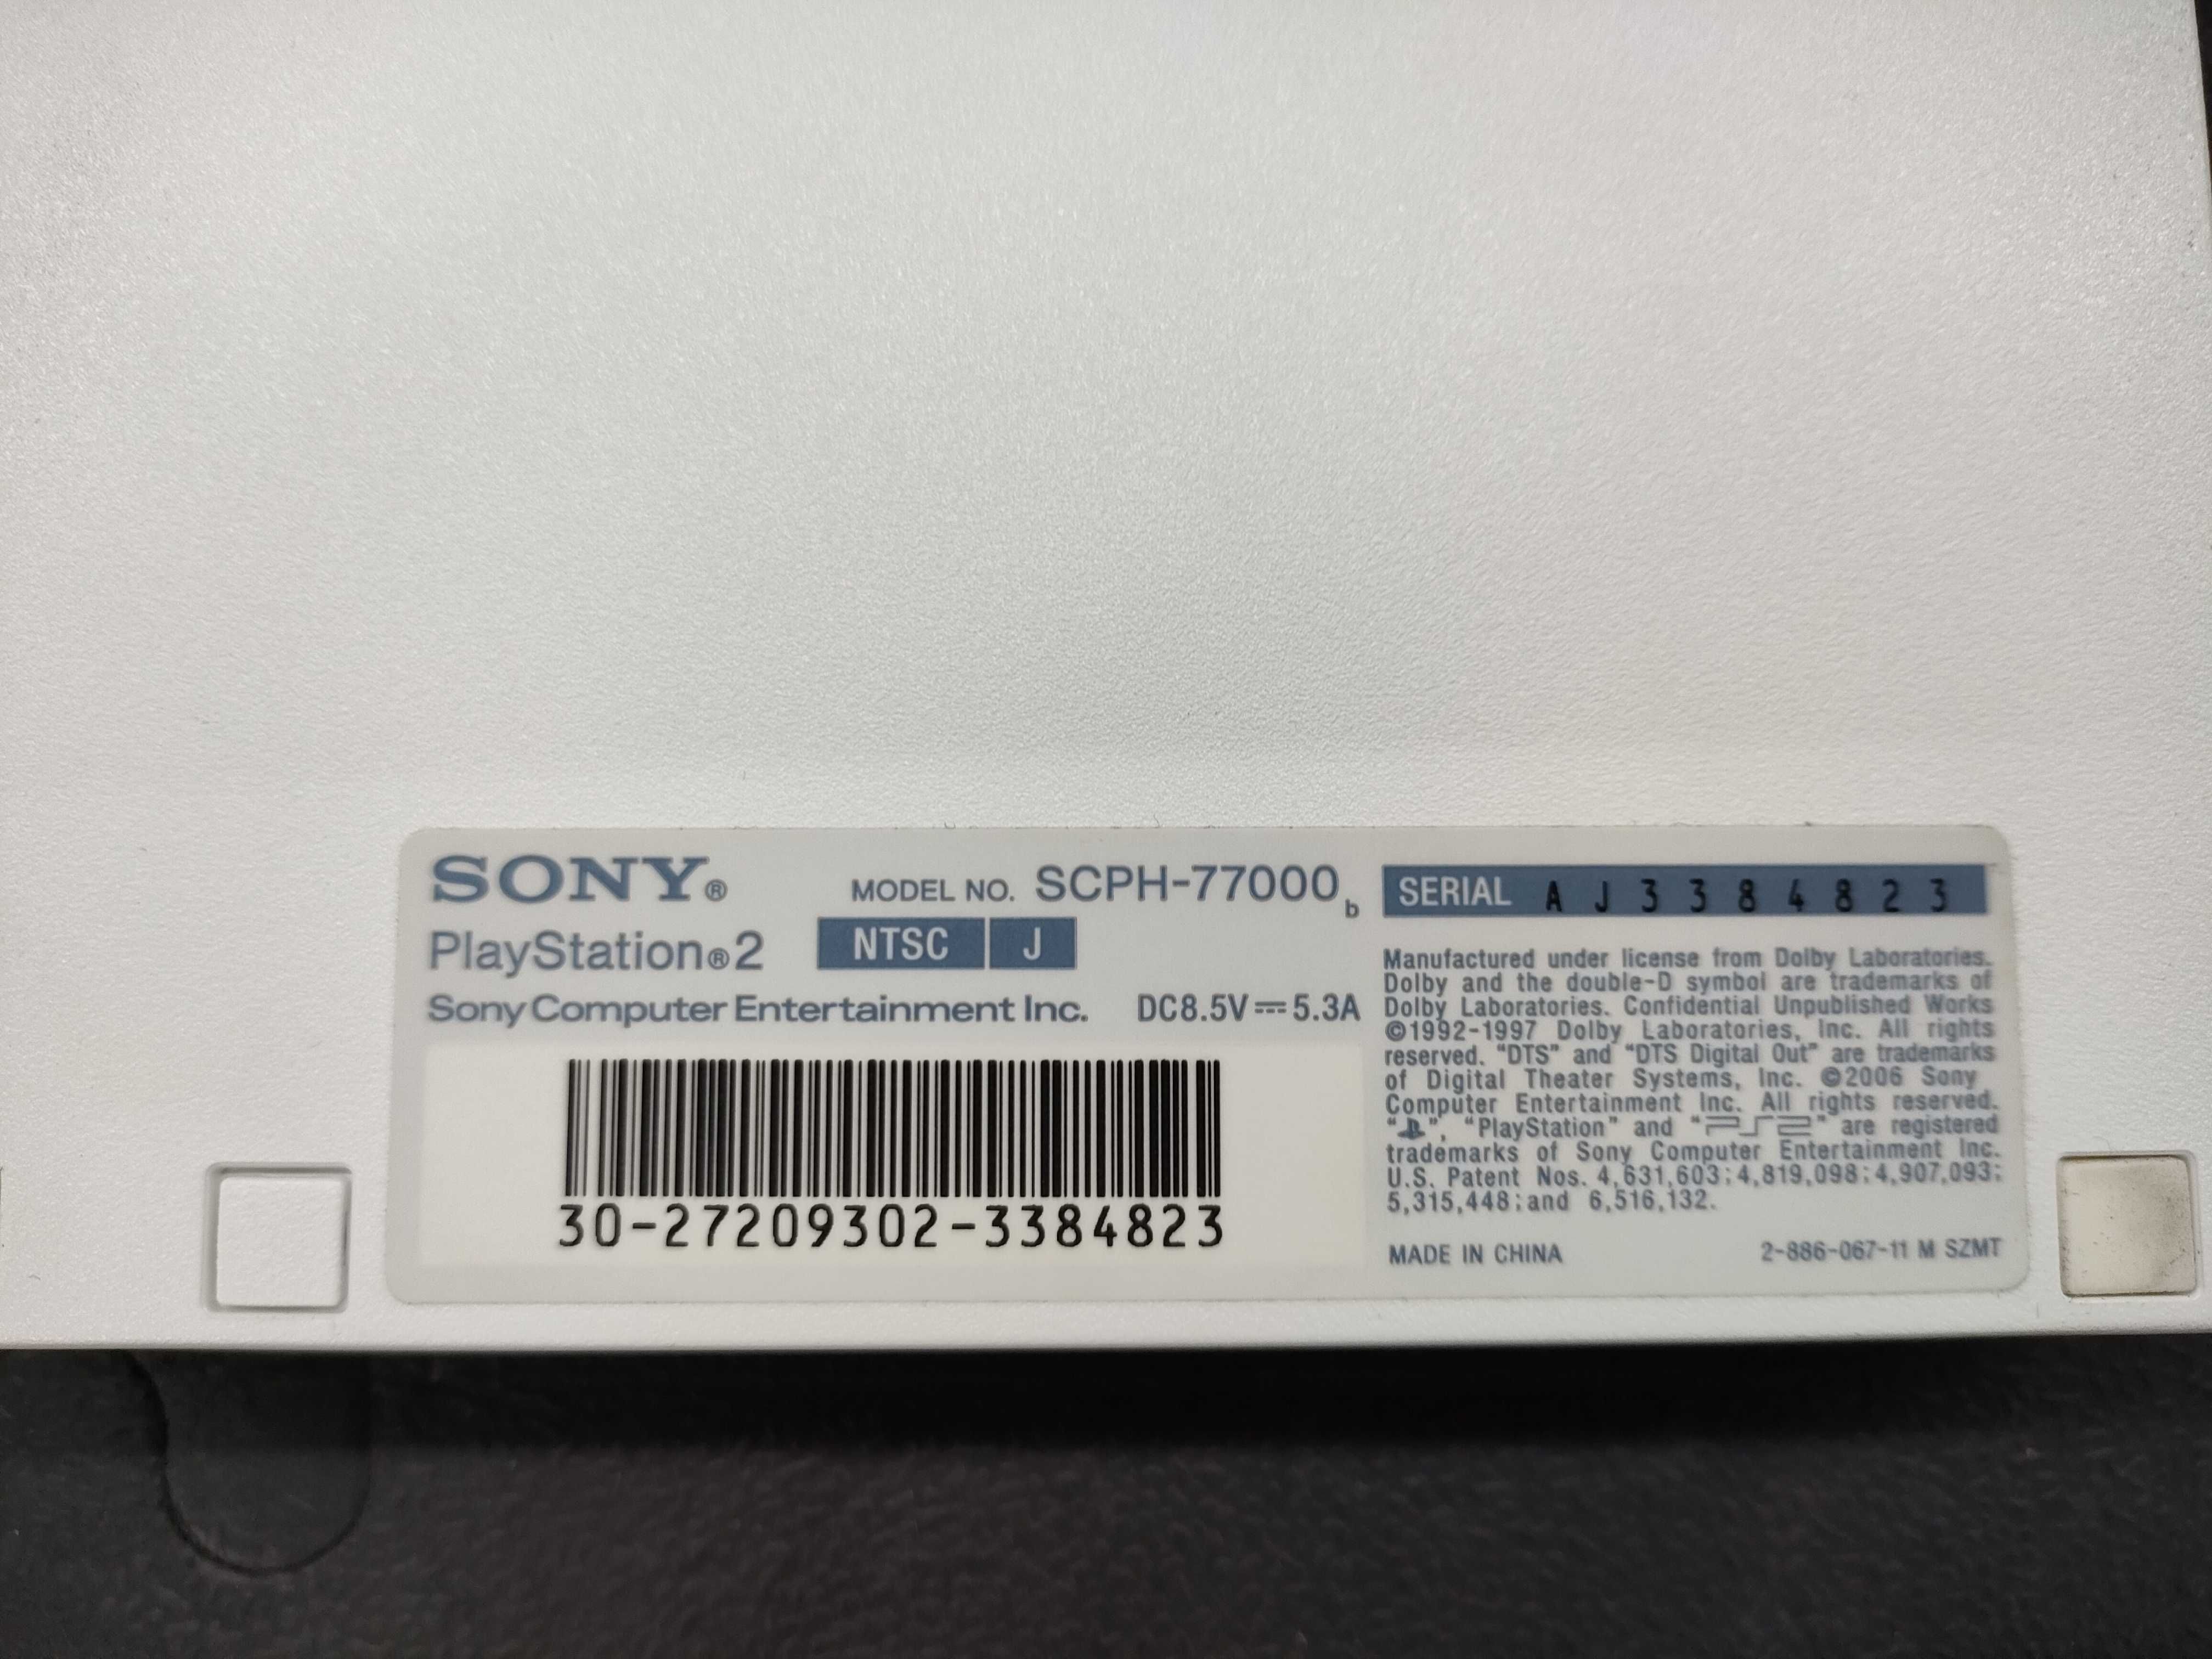 SONY®
MODEL NO. SCPH-77000 b
PlayStation®2
NTSC J
Sony Computer Entertainment Inc. DC8.5V⎓5.3A
30-27209302-3384823
SERIAL AJ3384823
Manufactured under license from Dolby Laboratories.
Dolby and the double-D symbol are trademarks of
Dolby Laboratories. Confidential Unpublished Works
©1992-1997 Dolby Laboratories, Inc. All rights
reserved. “DTS” and “DTS Digital Out” are trademarks
of Digital Theater Systems, Inc. ©2006 Sony
Computer Entertainment Inc. All rights reserved.
“ ”, “PlayStation” and “PS2” are registered
trademarks of Sony Computer Entertainment Inc.
U.S. Patent Nos. 4,631,603;4,819,098;4,907,093;
5,315,448;and 6,516,132.
MADE IN CHINA 2-886-067-11 M SZMT